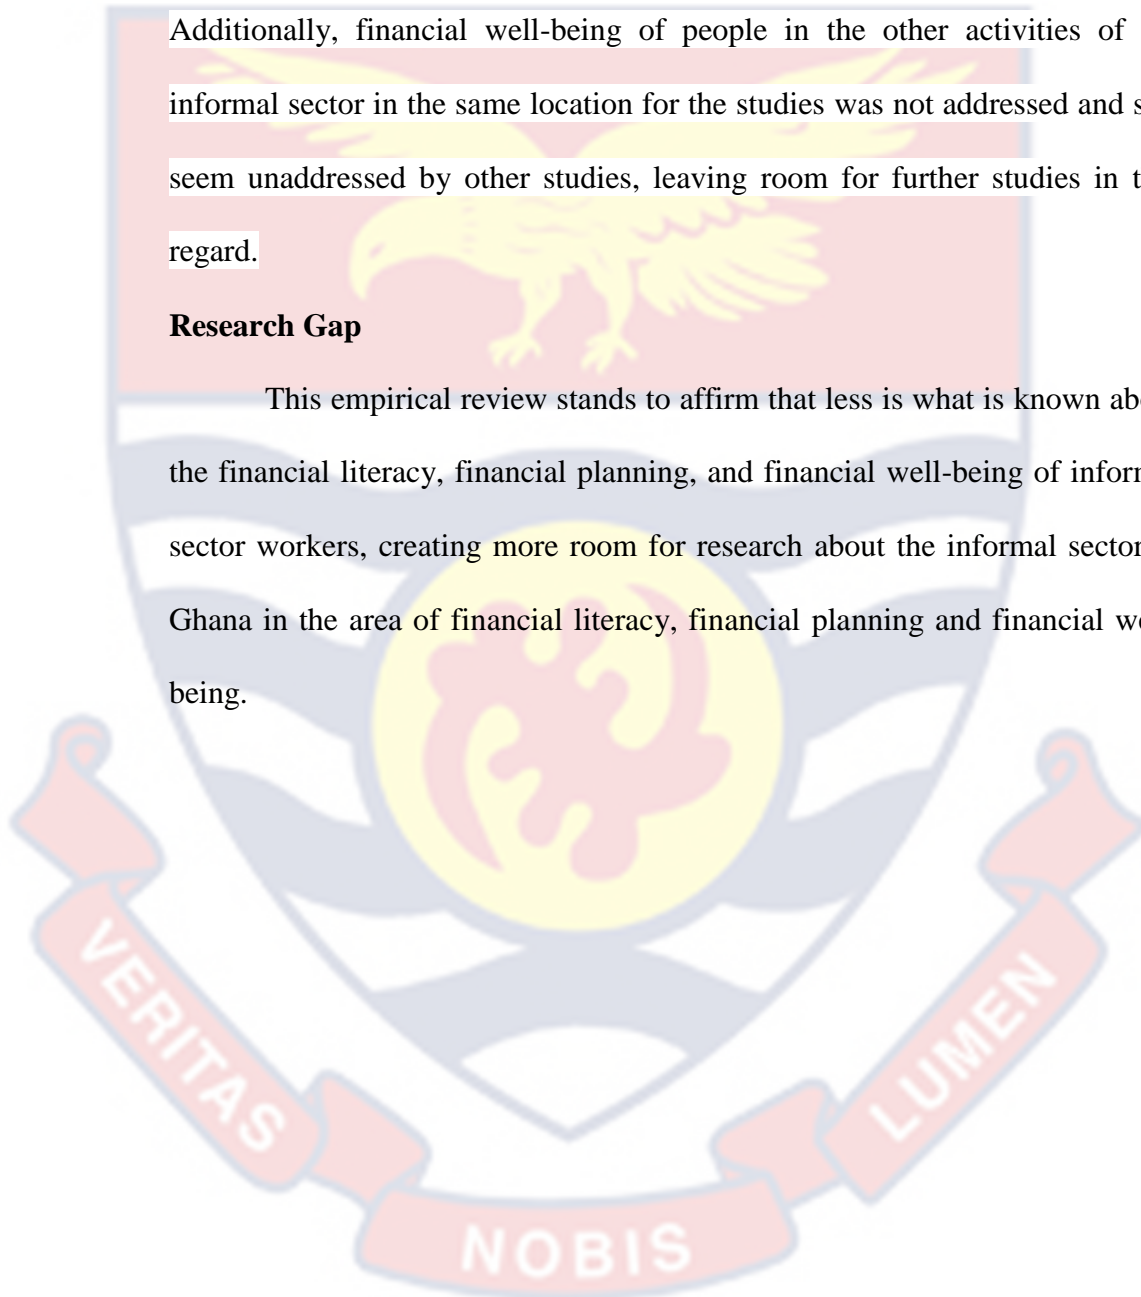 Additionally, financial well-being of people in the other activities of
informal sector in the same location for the studies was not addressed and s
seem unaddressed by other studies, leaving room for further studies in t
regard.
Research Gap
This empirical review stands to affirm that less is what is known ab
the financial literacy, financial planning, and financial well-being of inform
sector workers, creating more room for research about the informal sector
Ghana in the area of financial literacy, financial planning and financial we
being.
VERITAS
NOBIS
LUMEN